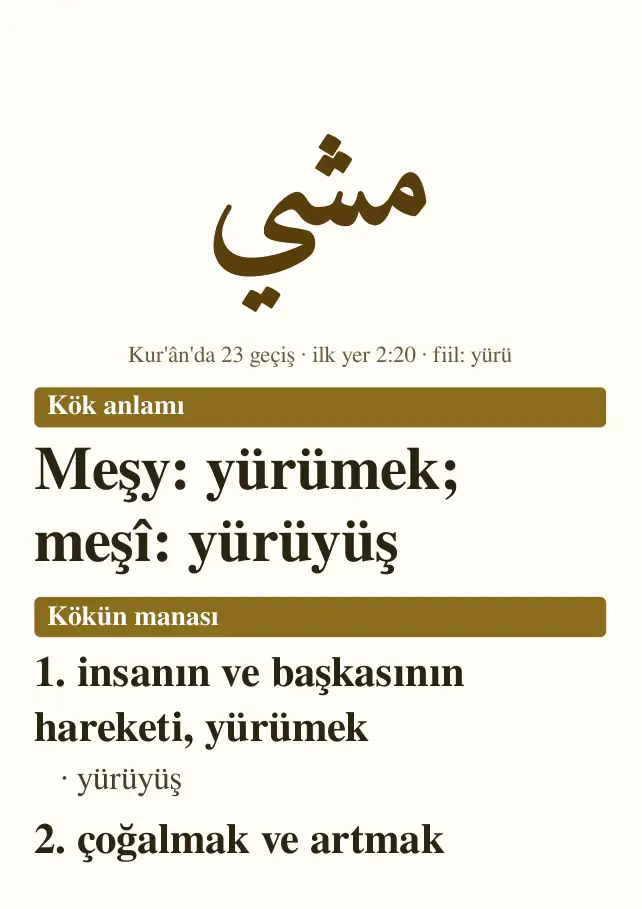 مشي
Kur'ân'da 23 geçiş · ilk yer 2:20 · fiil: yürü
Kök anlamı
Meşy: yürümek;
meşî: yürüyüş
Kökün manası
1. insanın ve başkasının
hareketi, yürümek
· yürüyüş
2. çoğalmak ve artmak